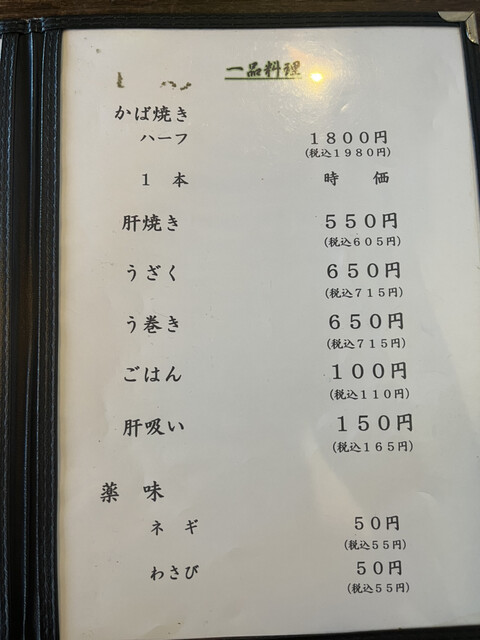 一品料理
かば焼き
ハーフ 1800円
(税込1980円)
1 本 時 価
肝焼き 550円
(税込605円)
うざく 650円
(税込715円)
う巻き 650円
(税込715円)
ごはん 100円
(税込110円)
肝吸い 150円
(税込165円)
薬 味
ネ ギ 50円
(税込55円)
わさび 50円
(税込55円)